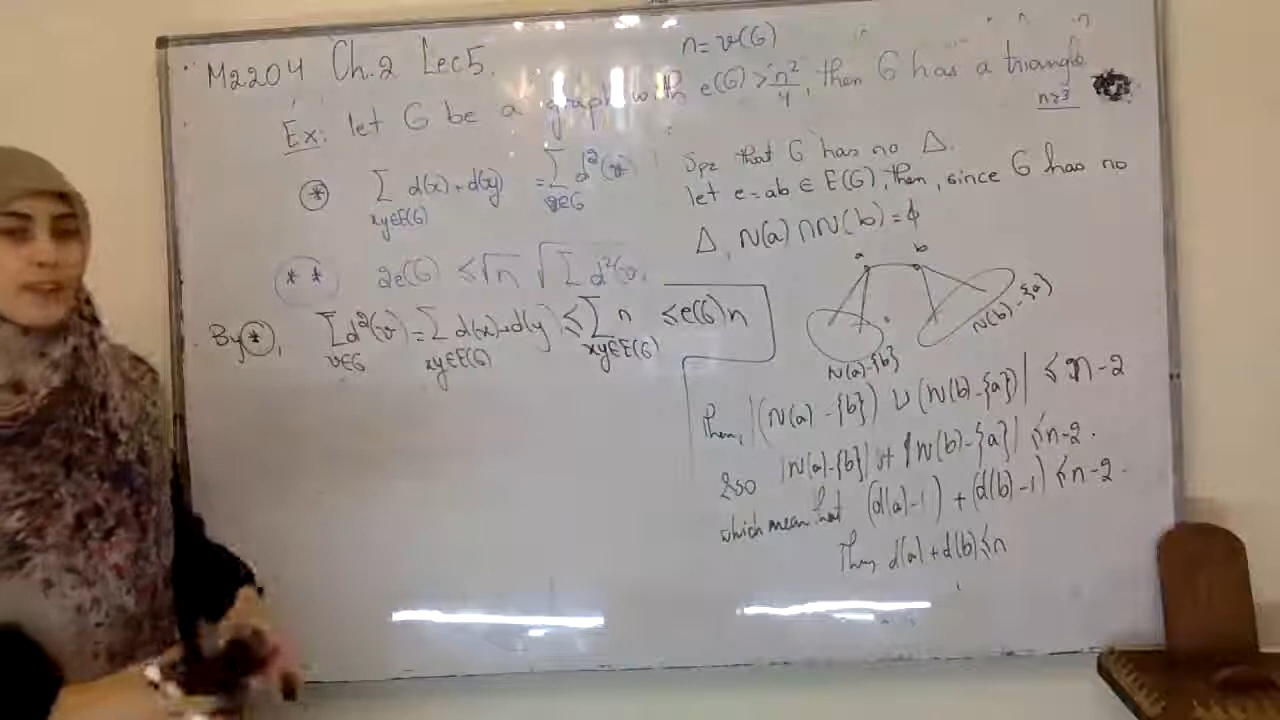 M2204 Ch.2 Lec5.
n = v(G)
Ex: let G be a graph with e(G) > n²/4, then G has a triangle
n≥3
(*) ∑ d(x)+d(y) = ∑ d²(v)
xy∈E(G) v∈G
(**) 2e(G) ≤ √n √∑ d²(v)
By (*), ∑ d²(v) = ∑ d(x)+d(y) ≤ ∑ n ≤ e(G)n
v∈G xy∈E(G) xy∈E(G)
Spz that G has no Δ.
let e=ab ∈ E(G), then, since G has no
Δ, N(a) ∩ N(b) = ϕ
a b
N(a)-{b} N(b)-{a}
Then, |(N(a)-{b}) ∪ (N(b)-{a})| ≤ n-2
So |N(a)-{b}| + |N(b)-{a}| ≤ n-2.
which mean that (d(a)-1) + (d(b)-1) ≤ n-2.
Then d(a)+d(b) ≤ n